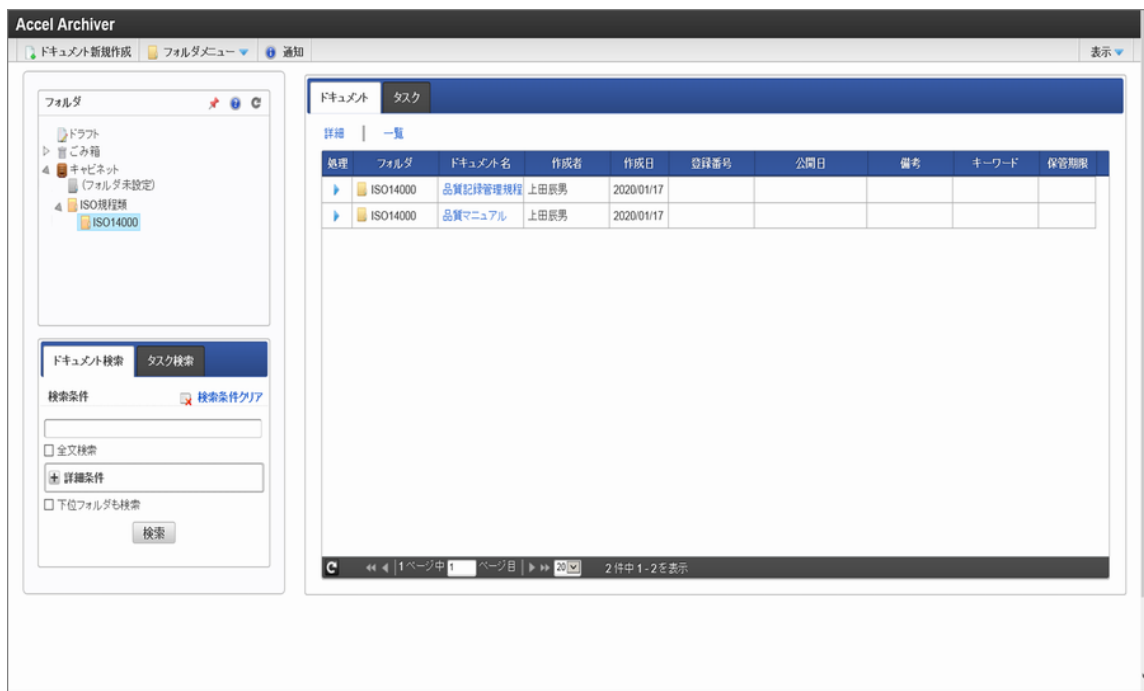 Accel Archiver
ドキュメント新規作成 フォルダメニュー 通知 表示
フォルダ
ドラフト
ごみ箱
キャビネット
(フォルダ未設定)
ISO規程類
ISO14000
ドキュメント検索 タスク検索
検索条件 検索条件クリア
全文検索
詳細条件
下位フォルダも検索
検索
ドキュメント タスク
詳細 | 一覧
処理 フォルダ ドキュメント名 作成者 作成日 登録番号 公開日 備考 キーワード 保管期限
ISO14000 品質記録管理規程 上田辰男 2020/01/17
ISO14000 品質マニュアル 上田辰男 2020/01/17
1ページ中 1 ページ目 20 2件中 1-2を表示